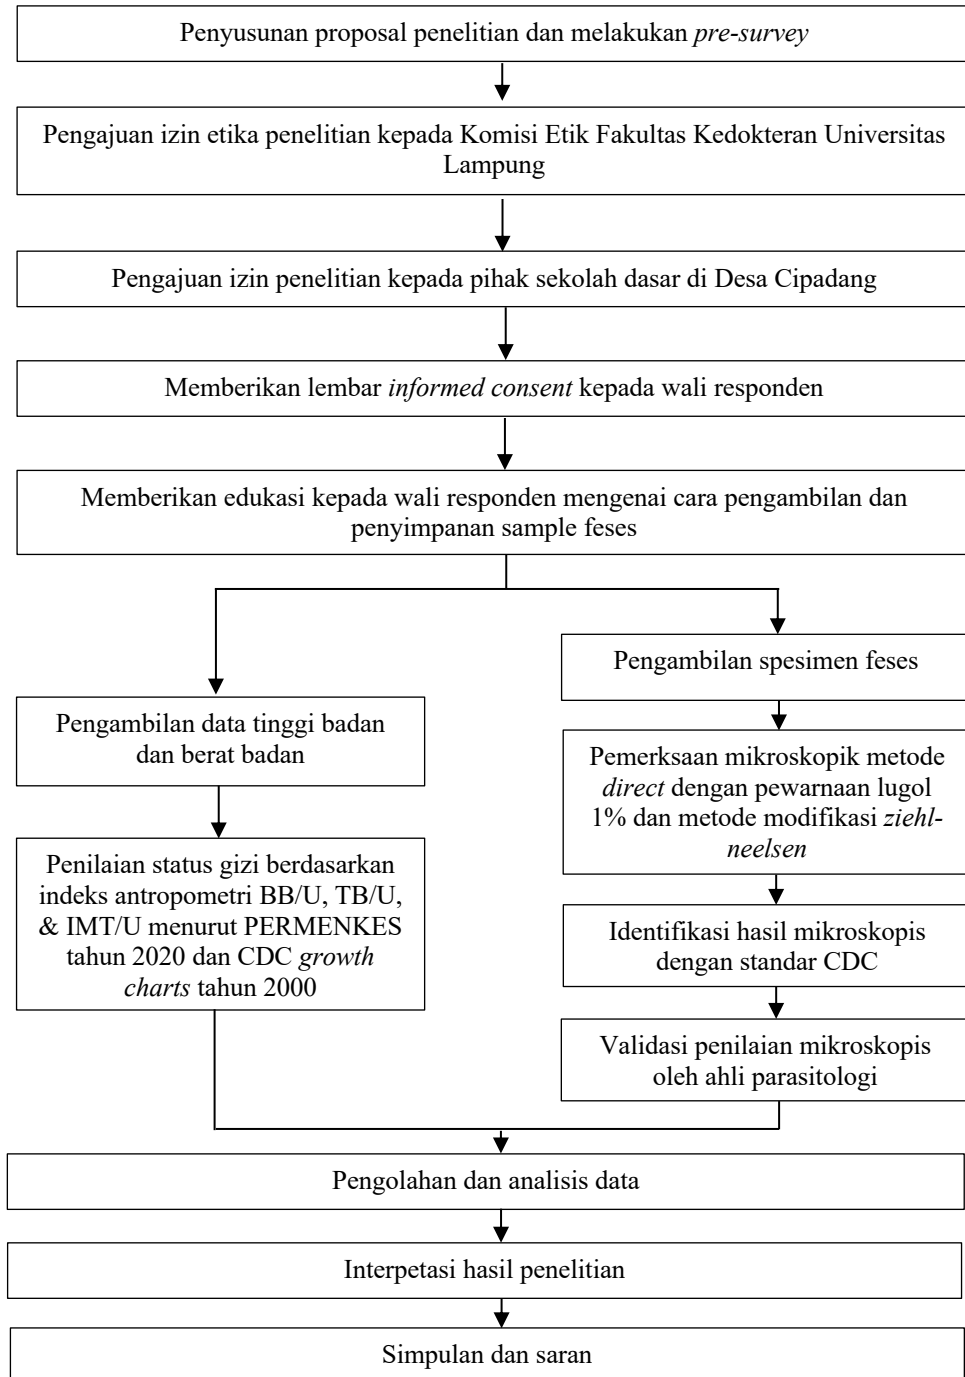 Penyusunan proposal penelitian dan melakukan pre-survey
Pengajuan izin etika penelitian kepada Komisi Etik Fakultas Kedokteran Universitas
Lampung
Pengajuan izin penelitian kepada pihak sekolah dasar di Desa Cipadang
Memberikan lembar informed consent kepada wali responden
Memberikan edukasi kepada wali responden mengenai cara pengambilan dan
penyimpanan sample feses
Pengambilan data tinggi badan
dan berat badan
Penilaian status gizi berdasarkan
indeks antropometri BB/U, TB/U,
& IMT/U menurut PERMENKES
tahun 2020 dan CDC growth
charts tahun 2000
Pengambilan spesimen feses
Pemerksaan mikroskopik metode
direct dengan pewarnaan lugol
1% dan metode modifikasi ziehl-
neelsen
Identifikasi hasil mikroskopis
dengan standar CDC
Validasi penilaian mikroskopis
oleh ahli parasitologi
Pengolahan dan analisis data
Interpetasi hasil penelitian
Simpulan dan saran